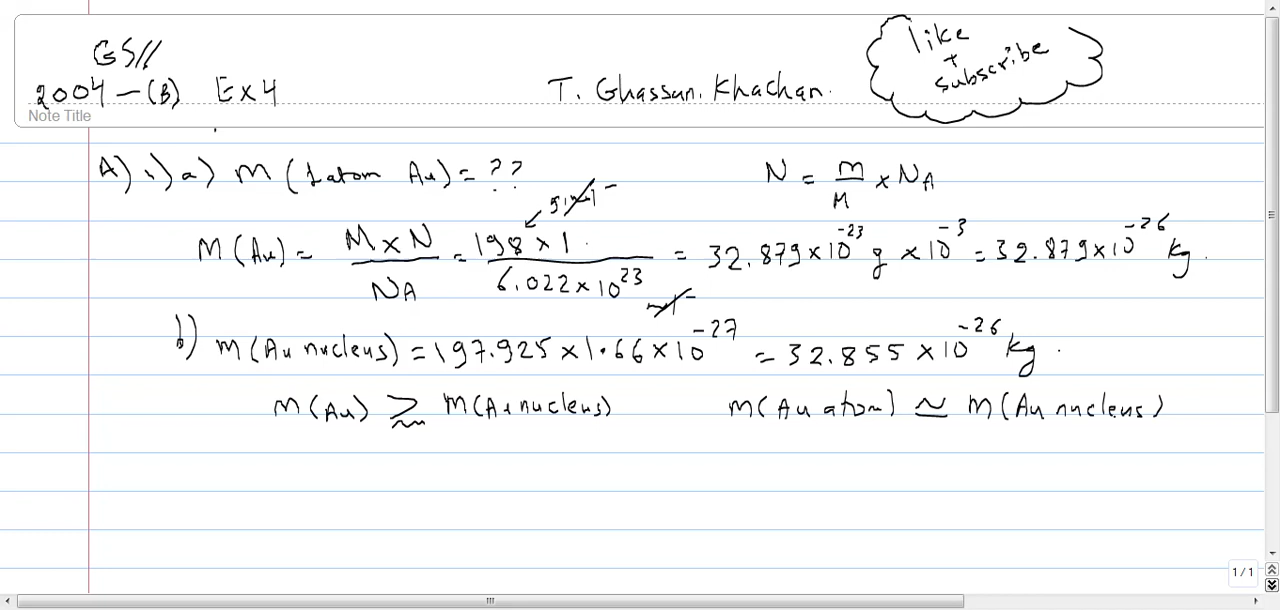 GS//
like
+
subscribe
2004 - (B) Ex4 T. Ghassan. Khachan.
Note Title
A) 1) a) m (1 atom Au) = ?? N = m/M × NA
m(Au) = M×N/NA = 198 × 1/6.022×10^23 = 32.879×10^-23 g × 10^-3 = 32.879×10^-26 kg.
b) m(Au nucleus) = 197.925 × 1.66 × 10^-27 = 32.855 × 10^-26 kg.
m(Au) ⪆ m(Au nucleus) m(Au atom) ≃ m(Au nucleus)
1 / 1